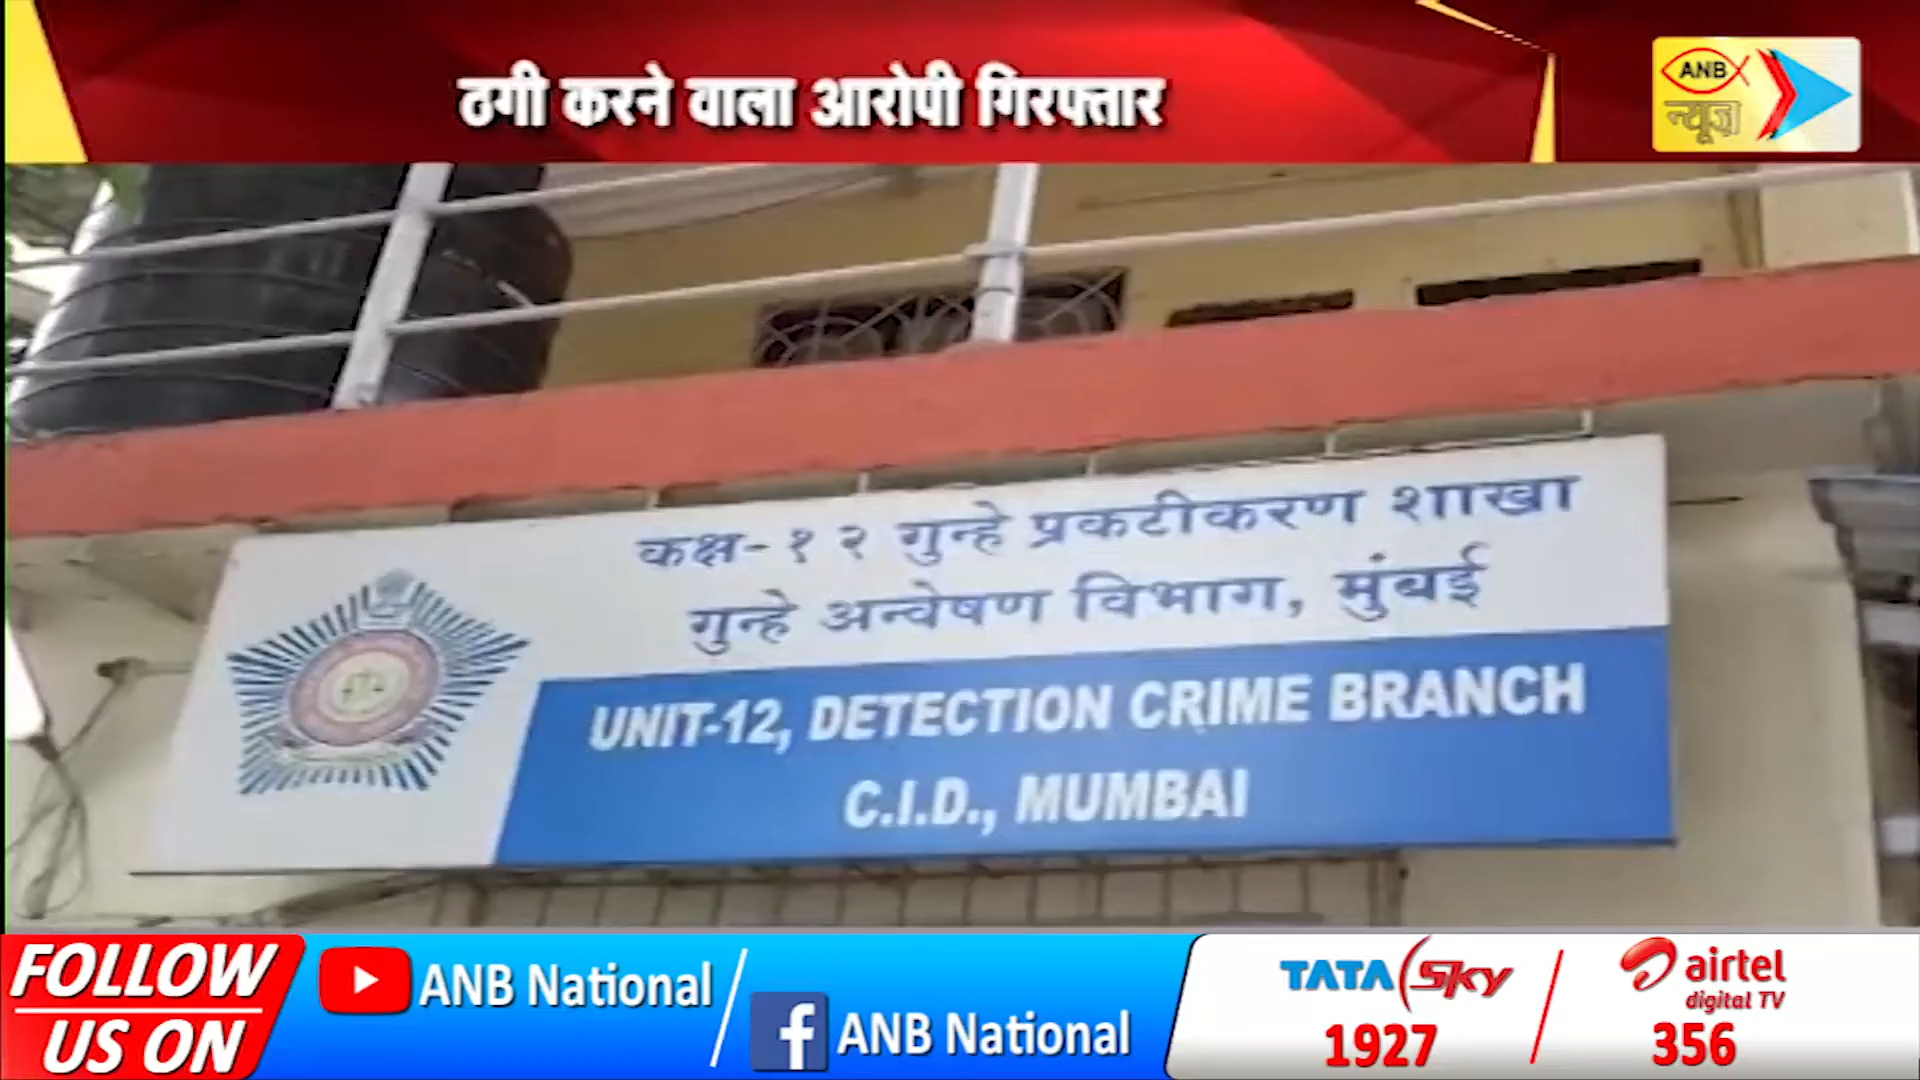 ठगी करने वाला आरोपी गिरफ्तार
ANB
न्यूज़
कक्ष-१२ गुन्हे प्रकटीकरण शाखा
गुन्हे अन्वेषण विभाग, मुंबई
UNIT-12, DETECTION CRIME BRANCH
C.I.D., MUMBAI
FOLLOW
US ON
ANB National
ANB National
TATA Sky
1927
airtel
digital TV
356